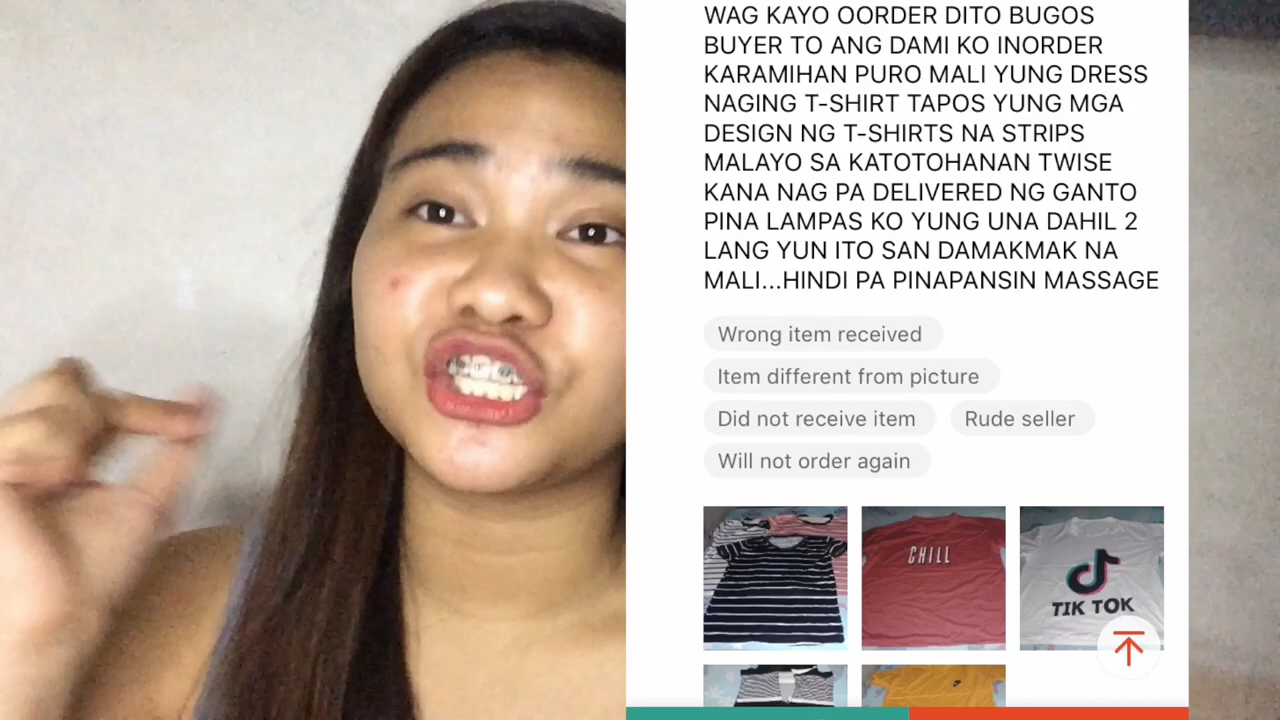 WAG KAYO OORDER DITO BUGOS
BUYER TO ANG DAMI KO INORDER
KARAMIHAN PURO MALI YUNG DRESS
NAGING T-SHIRT TAPOS YUNG MGA
DESIGN NG T-SHIRTS NA STRIPS
MALAYO SA KATOTOHANAN TWISE
KANA NAG PA DELIVERED NG GANTO
PINA LAMPAS KO YUNG UNA DAHIL 2
LANG YUN ITO SAN DAMAKMAK NA
MALI...HINDI PA PINAPANSIN MASSAGE
Wrong item received
Item different from picture
Did not receive item Rude seller
Will not order again
CHILL
TIK TOK